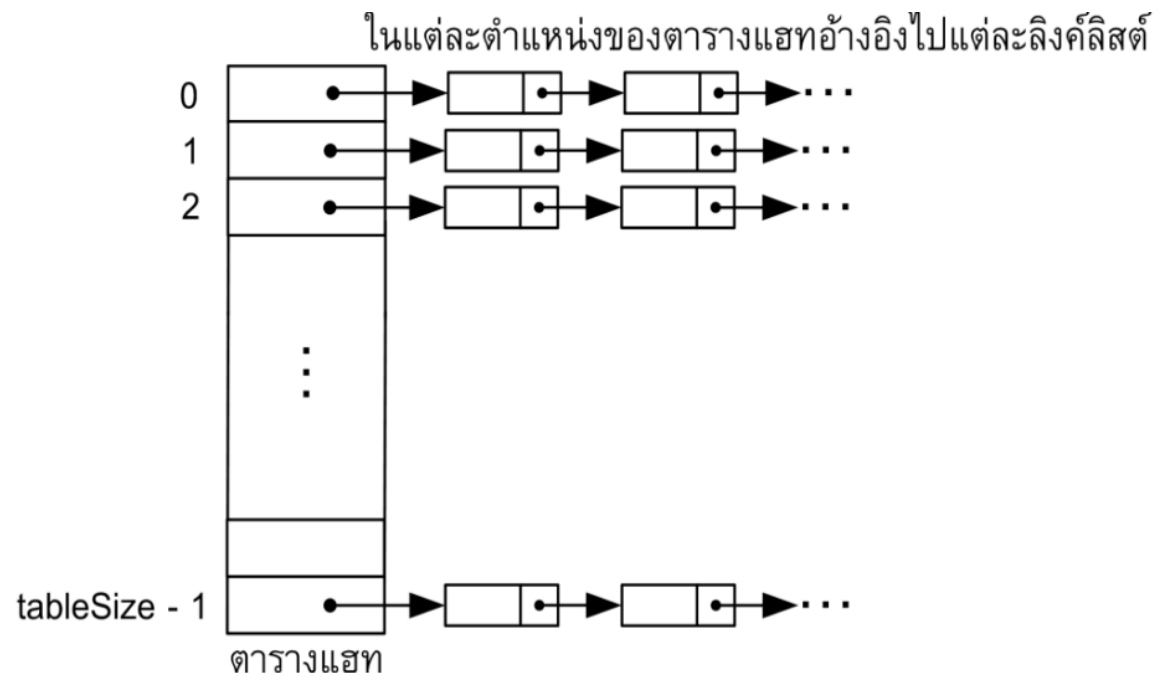 ในแต่ละตำแหน่งของตารางแฮทอ้างอิงไปแต่ละลิงค์ลิสต์
0
1
2
tableSize - 1
ตารางแฮท